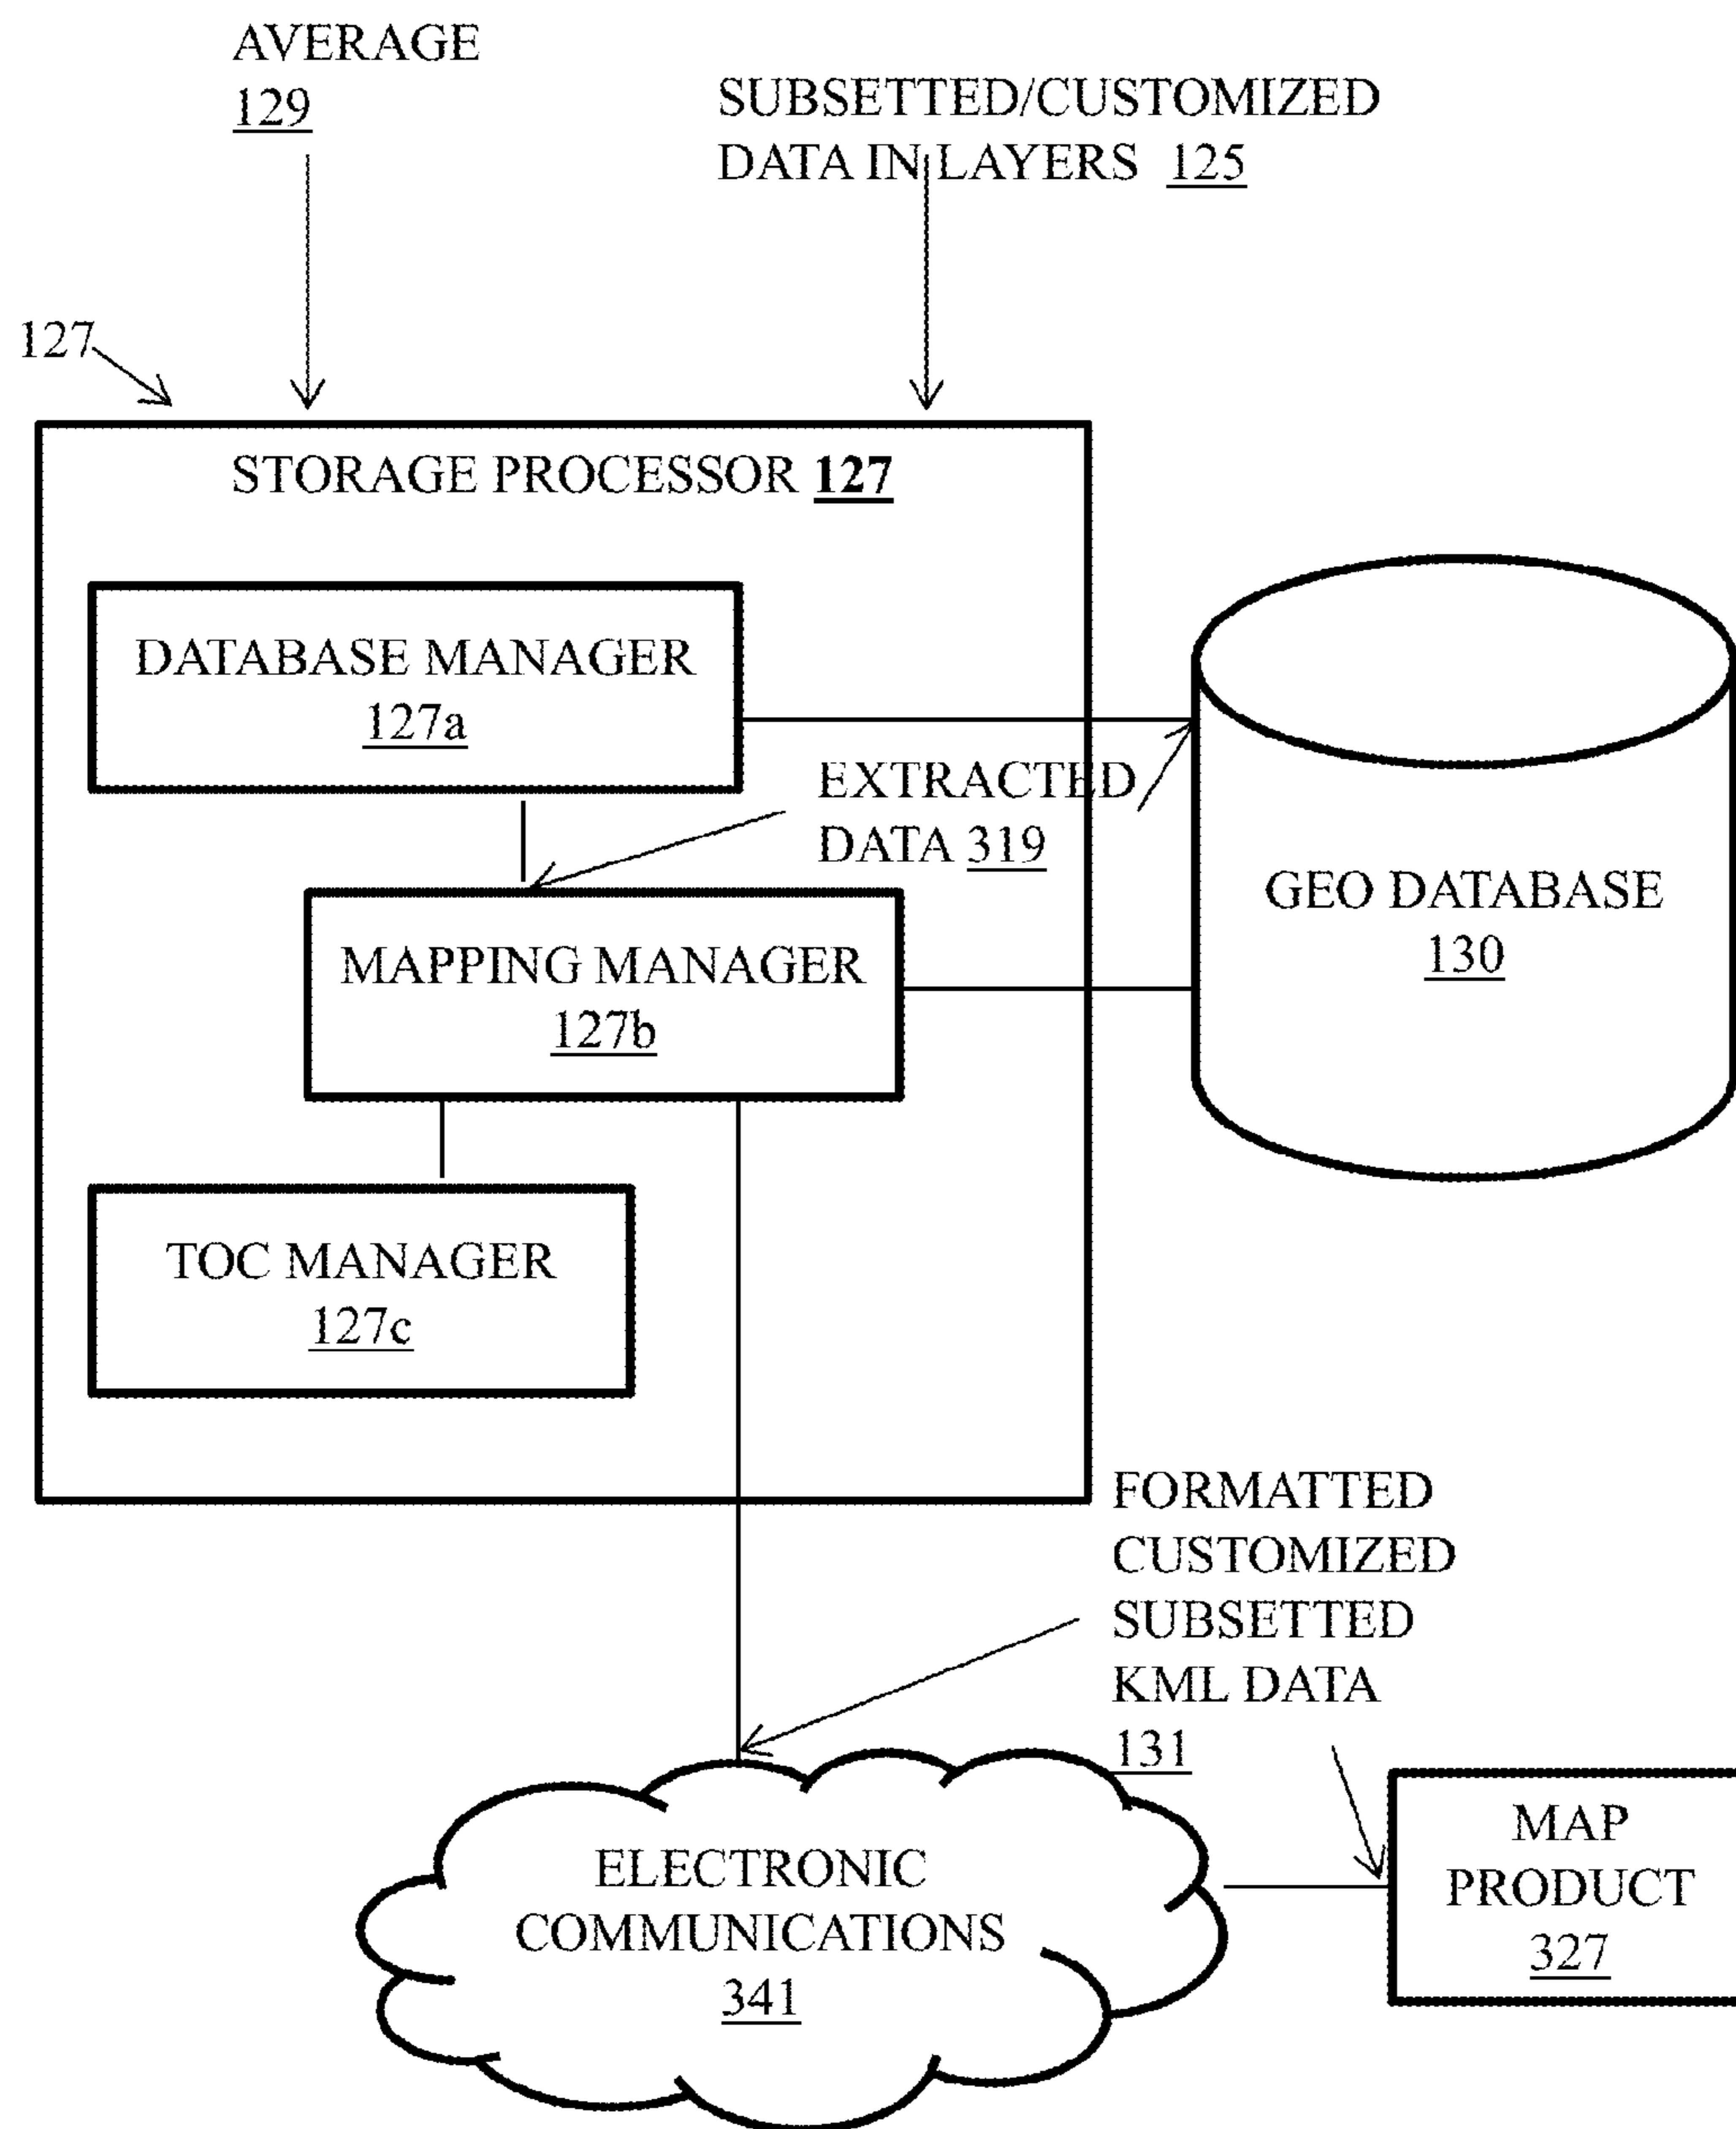 AVERAGE
129
SUBSETTED/CUSTOMIZED
DATA IN LAYERS 125
127
STORAGE PROCESSOR 127
DATABASE MANAGER
127a
EXTRACTED
DATA 319
GEO DATABASE
130
MAPPING MANAGER
127b
TOC MANAGER
127c
FORMATTED
CUSTOMIZED
SUBSETTED
KML DATA
131
MAP
PRODUCT
327
ELECTRONIC
COMMUNICATIONS
341